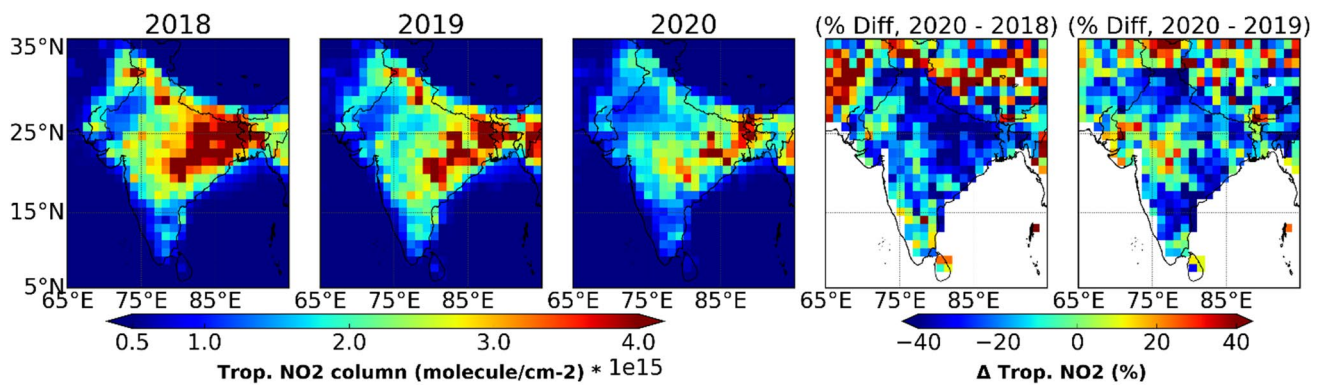 2018 2019 2020 (% Diff, 2020 - 2018) (% Diff, 2020 - 2019)
35°N
25°N
15°N
5°N
65°E 75°E 85°E 65°E 75°E 85°E 65°E 75°E 85°E 65°E 75°E 85°E 65°E 75°E 85°E
0.5 1.0 2.0 3.0 4.0 −40 −20 0 20 40
Trop. NO2 column (molecule/cm-2) * 1e15 Δ Trop. NO2 (%)